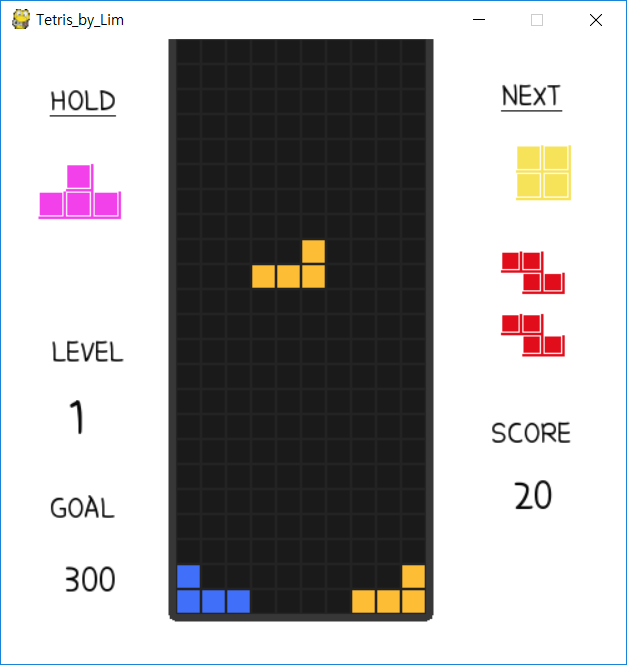 Tetris_by_Lim
HOLD
NEXT
LEVEL
1
SCORE
20
GOAL
300